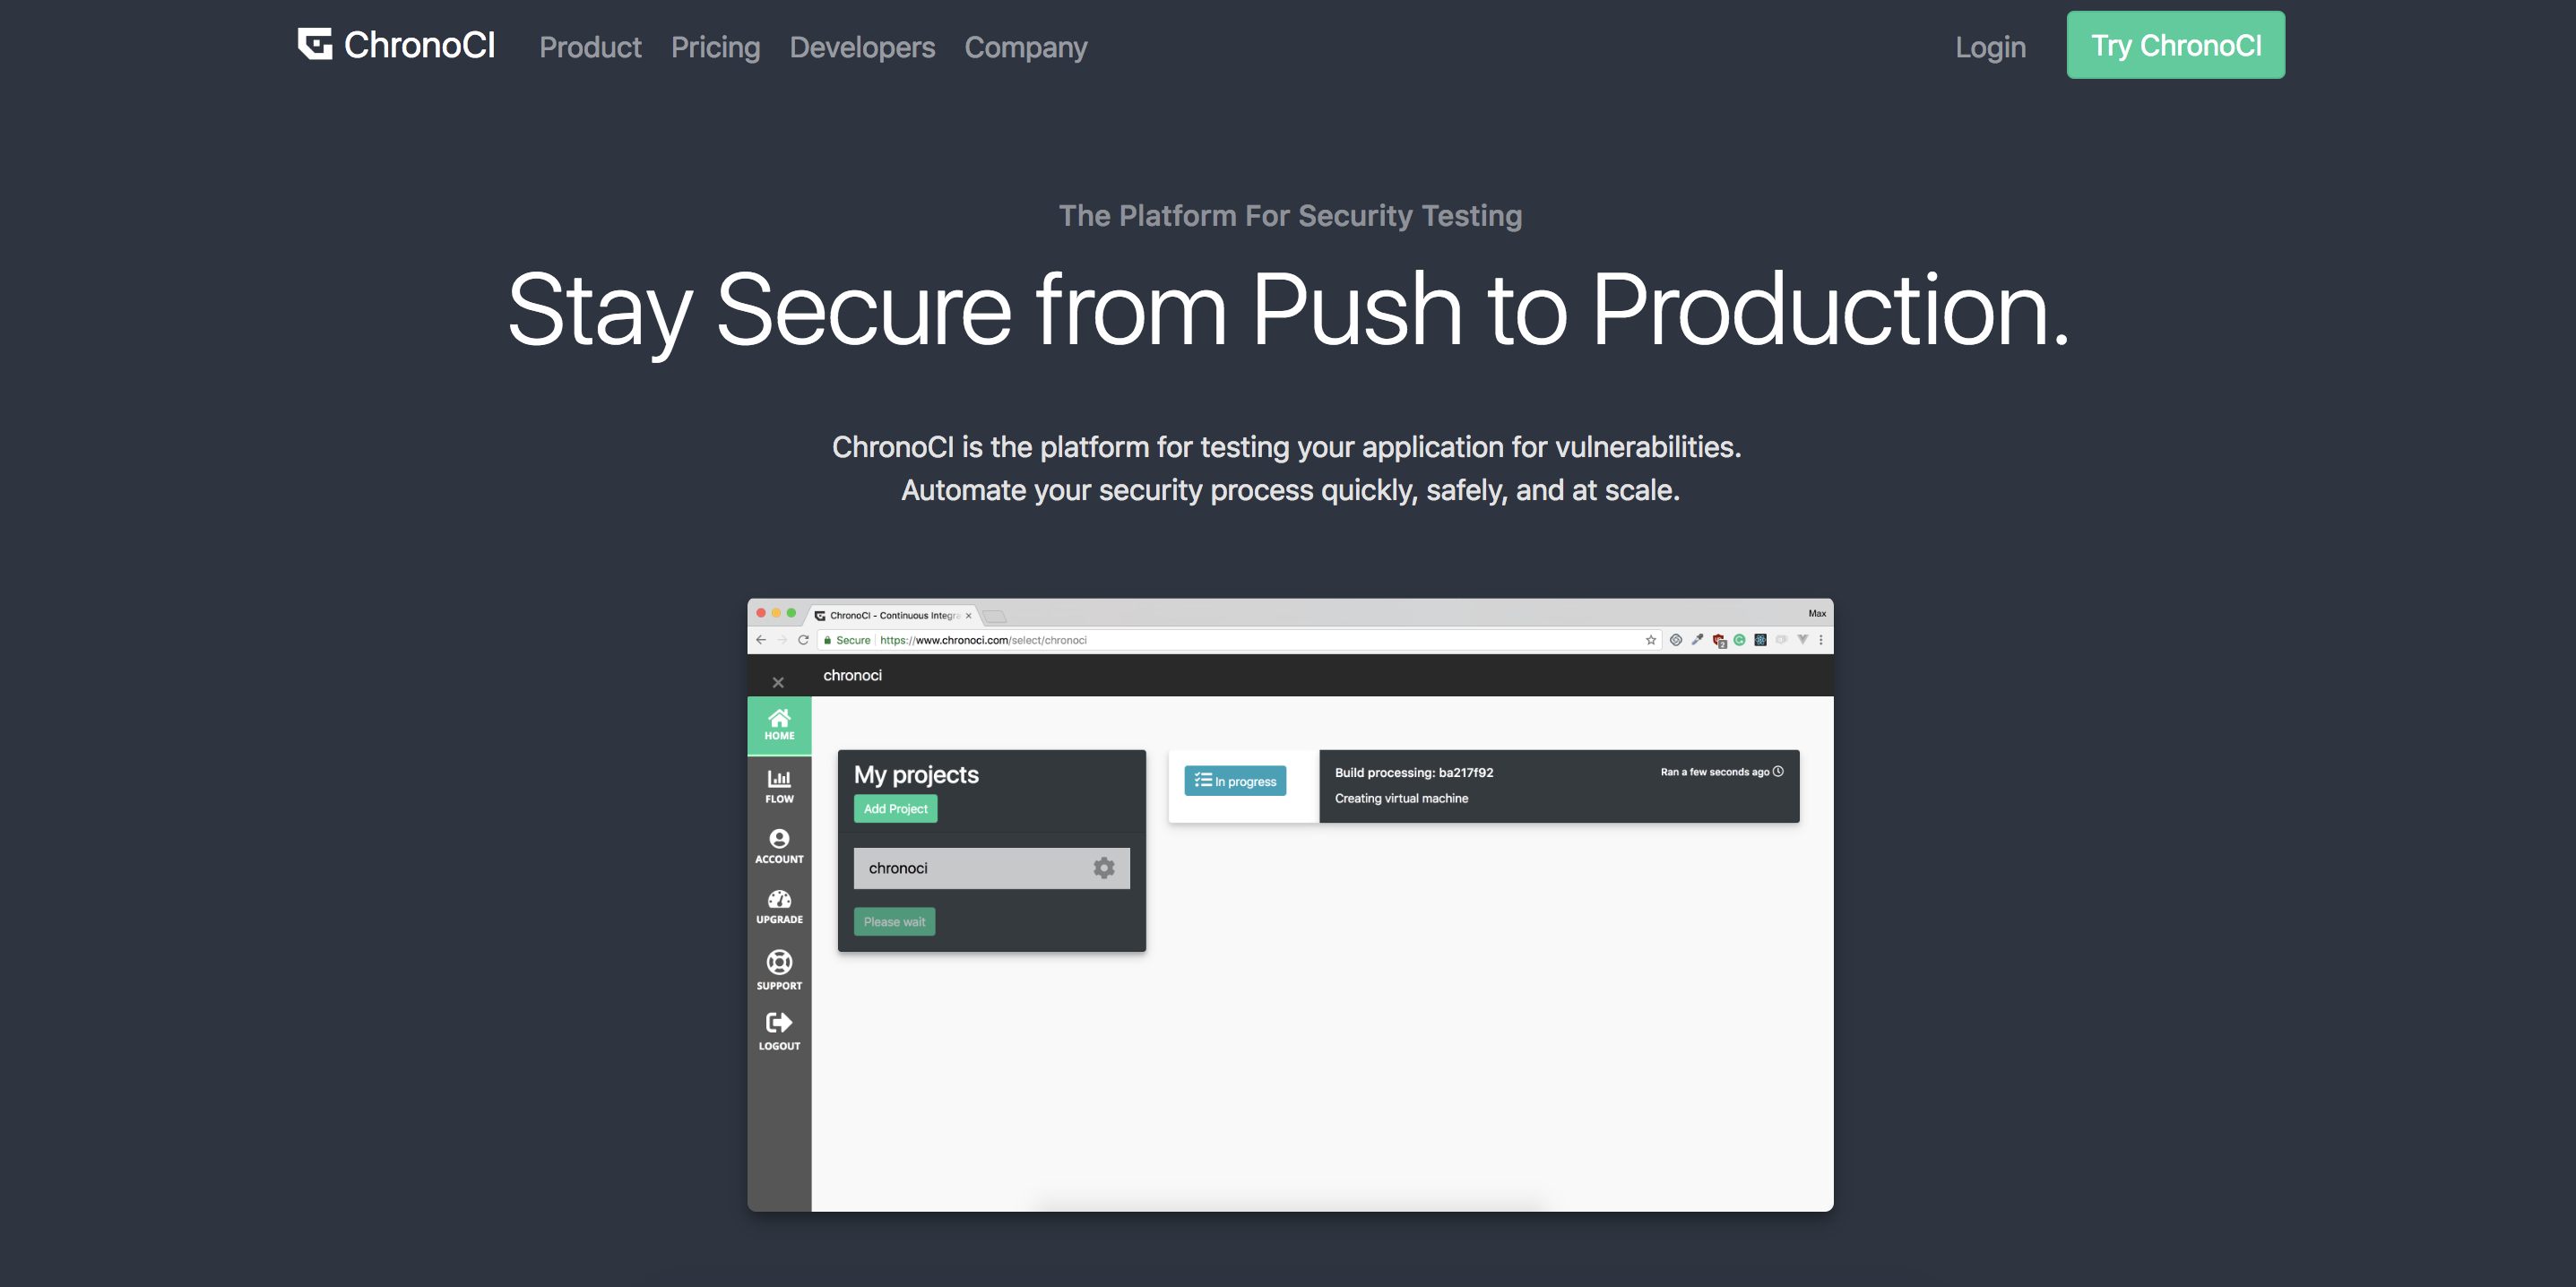 ChronoCI Product Pricing Developers Company Login Try ChronoCI
The Platform For Security Testing
Stay Secure from Push to Production.
ChronoCI is the platform for testing your application for vulnerabilities.
Automate your security process quickly, safely, and at scale.
ChronoCI - Continuous Integra
Max
Secure https://www.chronoci.com/select/chronoci
2
chronoci
HOME
FLOW
ACCOUNT
UPGRADE
SUPPORT
LOGOUT
My projects
Add Project
chronoci
Please wait
In progress
Build processing: ba217f92
Ran a few seconds ago
Creating virtual machine